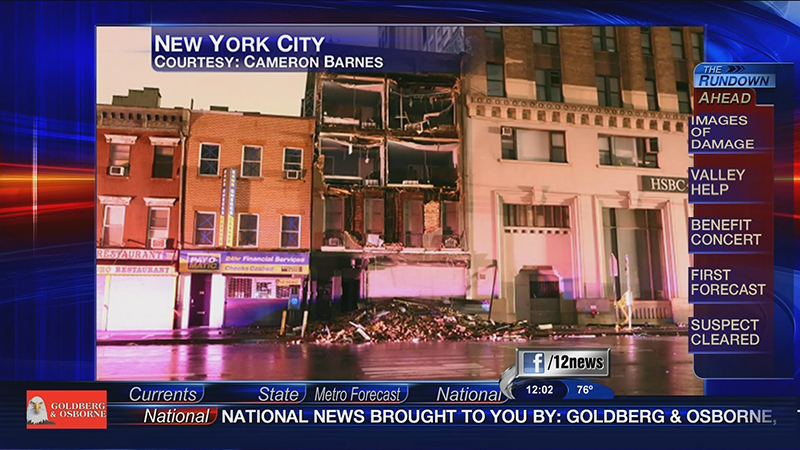 NEW YORK CITY
COURTESY: CAMERON BARNES
THE RUNDOWN
AHEAD
IMAGES
OF
DAMAGE
VALLEY
HELP
BENEFIT
CONCERT
FIRST
FORECAST
SUSPECT
CLEARED
HSBC
RESTAURANT
RESTAURANT
PAY-O-MATIC
24hr Financial Services
Checks Cashed
f /12news
12:02 76°
Currents State Metro Forecast National
GOLDBERG
& OSBORNE
National NATIONAL NEWS BROUGHT TO YOU BY: GOLDBERG & OSBORNE,